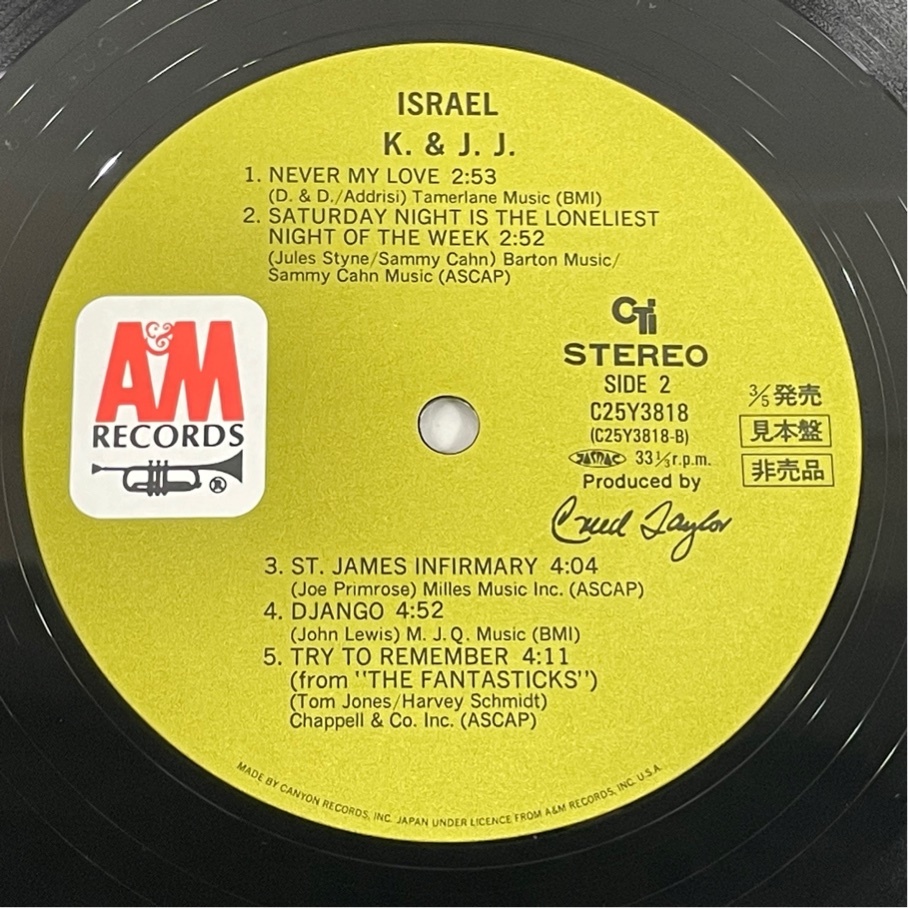 ISRAEL
K. & J. J.
1. NEVER MY LOVE 2:53
(D. & D./Addrisi) Tamerlane Music (BMI)
2. SATURDAY NIGHT IS THE LONELIEST
NIGHT OF THE WEEK 2:52
(Jules Styne/Sammy Cahn) Barton Music/
Sammy Cahn Music (ASCAP)
A&M
RECORDS
®
CTi
STEREO
SIDE 2
C25Y3818
(C25Y3818-B)
JASRAC 33⅓r.p.m.
Produced by
Creed Taylor
3/5発売
見本盤
非売品
3. ST. JAMES INFIRMARY 4:04
(Joe Primrose) Milles Music Inc. (ASCAP)
4. DJANGO 4:52
(John Lewis) M. J. Q. Music (BMI)
5. TRY TO REMEMBER 4:11
(from "THE FANTASTICKS")
(Tom Jones/Harvey Schmidt)
Chappell & Co. Inc. (ASCAP)
MADE BY CANYON RECORDS, INC. JAPAN UNDER LICENCE FROM A&M RECORDS, INC. U.S.A.